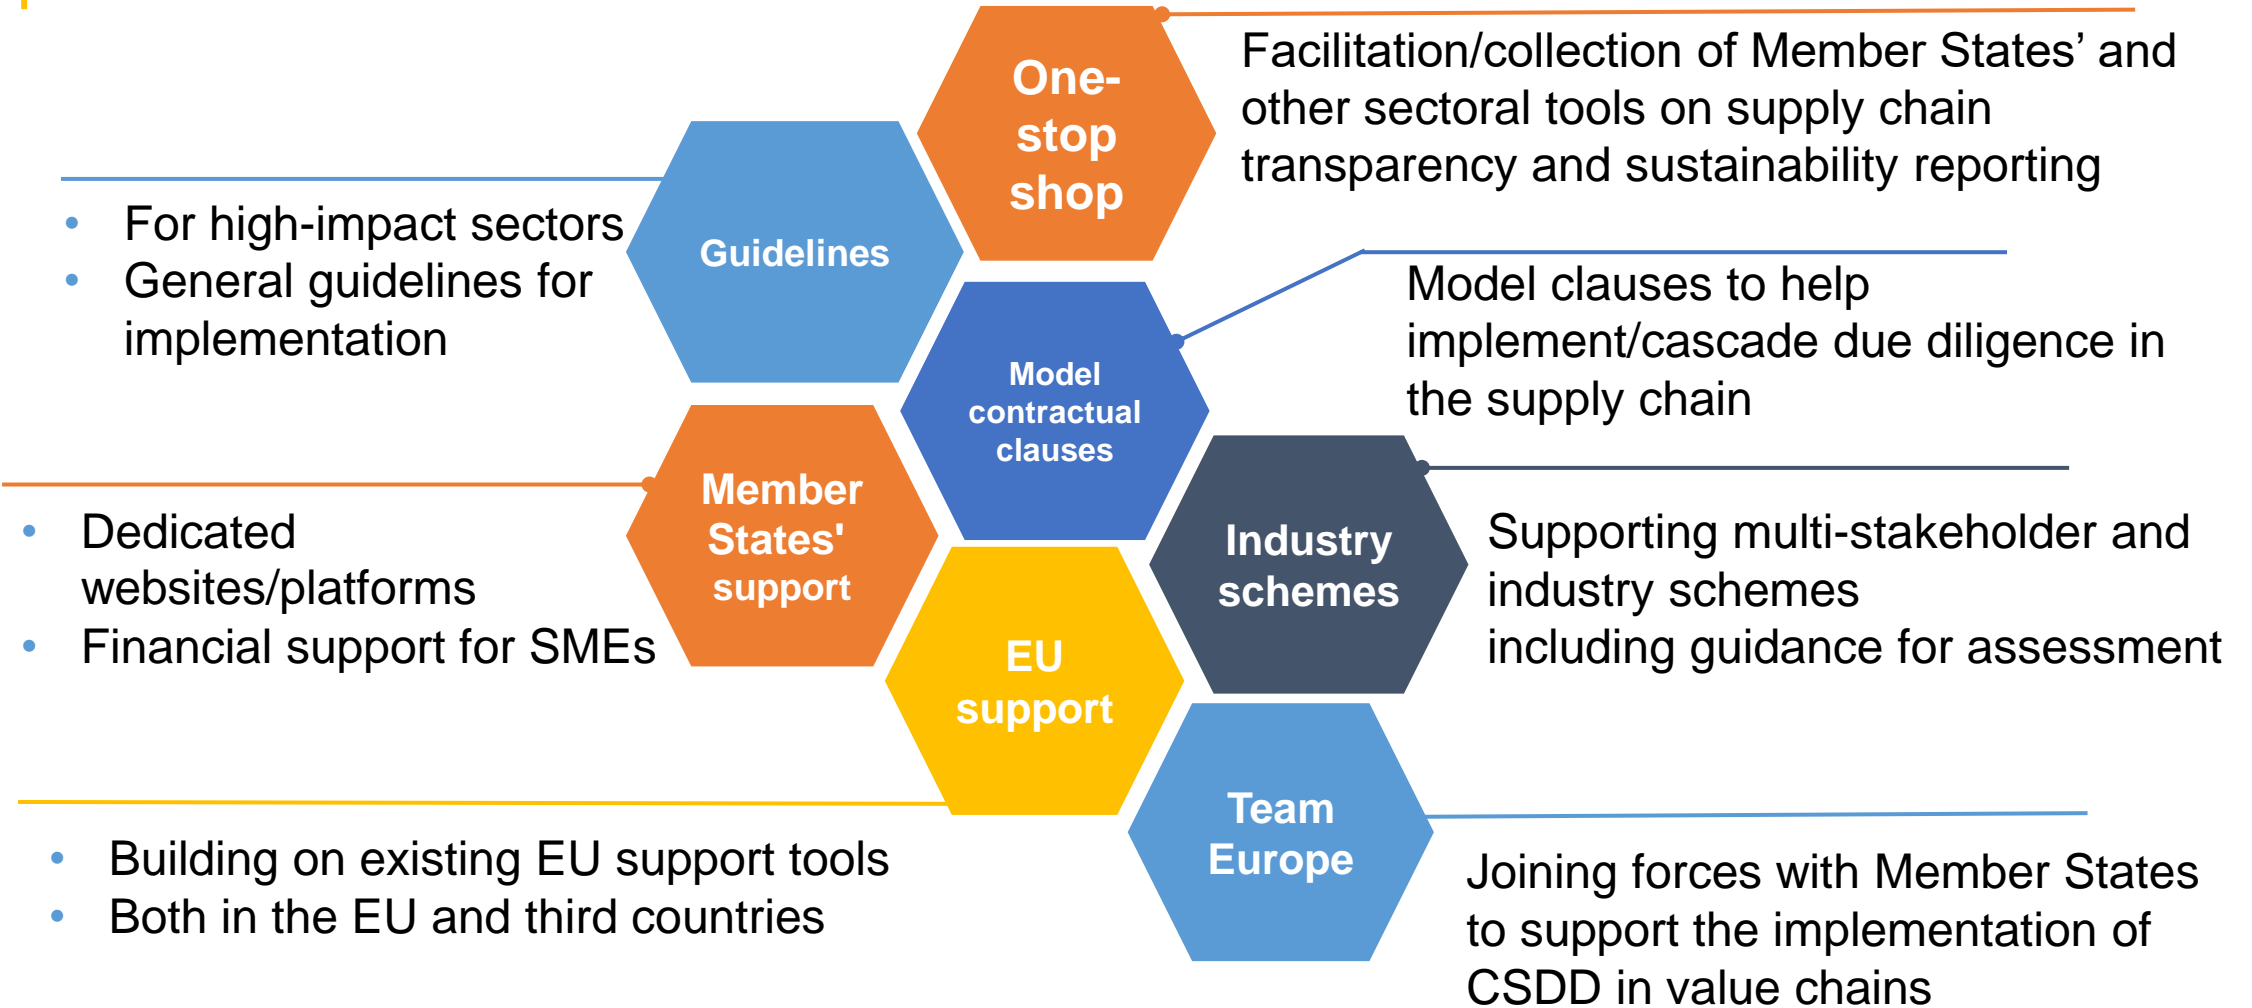 One-
stop
shop
Facilitation/collection of Member States’ and
other sectoral tools on supply chain
transparency and sustainability reporting
Guidelines
• For high-impact sectors
• General guidelines for
implementation
Model
contractual
clauses
Model clauses to help
implement/cascade due diligence in
the supply chain
Member
States'
support
• Dedicated
websites/platforms
• Financial support for SMEs
Industry
schemes
Supporting multi-stakeholder and
industry schemes
including guidance for assessment
EU
support
• Building on existing EU support tools
• Both in the EU and third countries
Team
Europe
Joining forces with Member States
to support the implementation of
CSDD in value chains